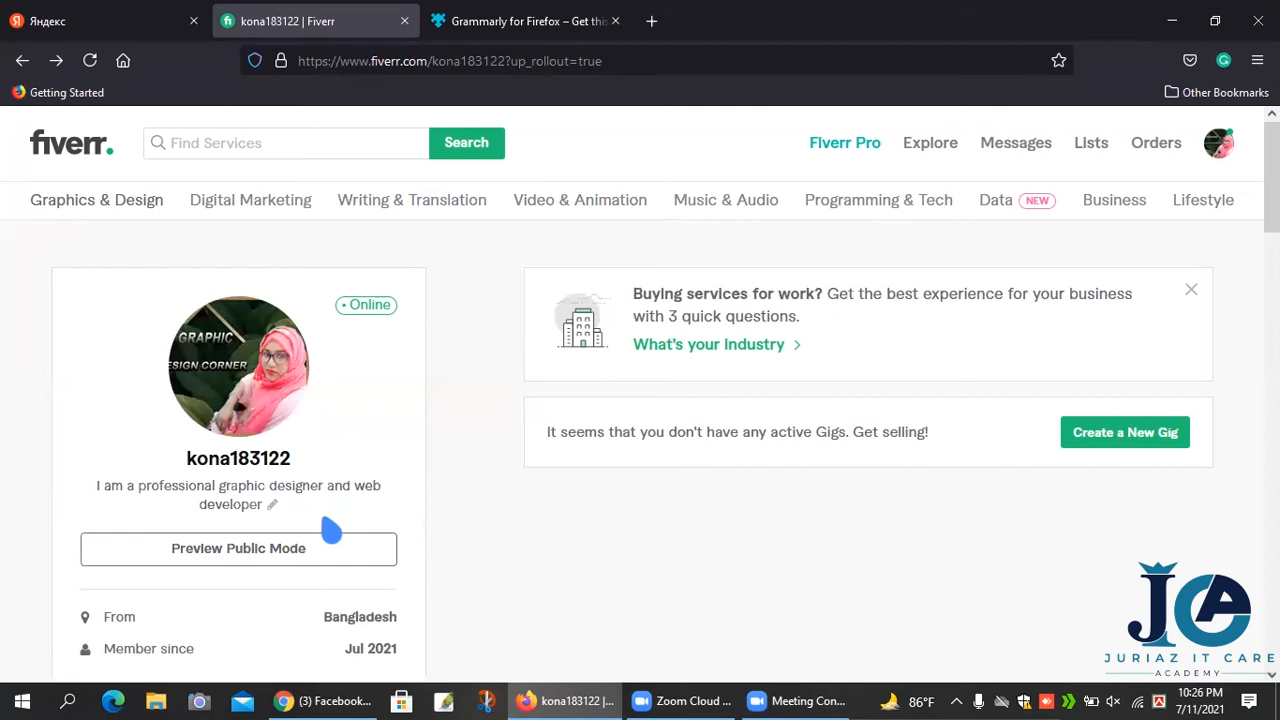 Яндекс
kona183122 | Fiverr
Grammarly for Firefox – Get this
https://www.fiverr.com/kona183122?up_rollout=true
Getting Started
Other Bookmarks
fiverr.
Find Services
Search
Fiverr Pro
Explore
Messages
Lists
Orders
Graphics & Design
Digital Marketing
Writing & Translation
Video & Animation
Music & Audio
Programming & Tech
Data NEW
Business
Lifestyle
• Online
GRAPHIC
DESIGN CORNER
kona183122
I am a professional graphic designer and web
developer
Preview Public Mode
From Bangladesh
Member since Jul 2021
Buying services for work? Get the best experience for your business
with 3 quick questions.
What's your industry
It seems that you don't have any active Gigs. Get selling!
Create a New Gig
JCA
JURIAZ IT CARE
ACADEMY
(3) Facebook...
kona183122 |...
Zoom Cloud ...
Meeting Con...
86°F
10:26 PM
7/11/2021